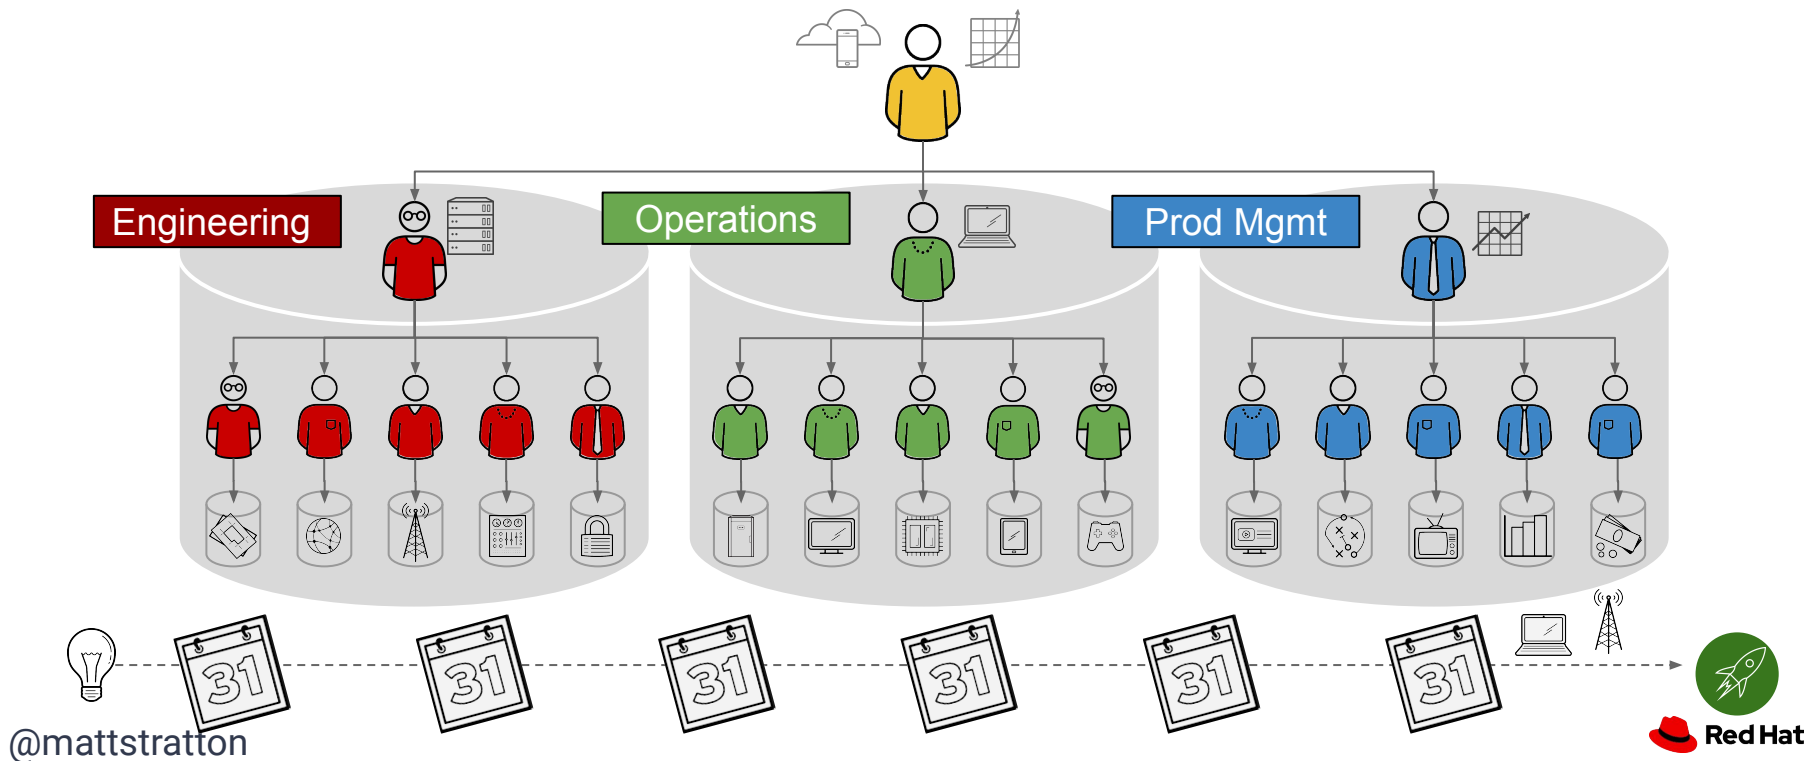 Engineering
Operations
Prod Mgmt
31
31
31
31
31
31
@mattstratton
Red Hat